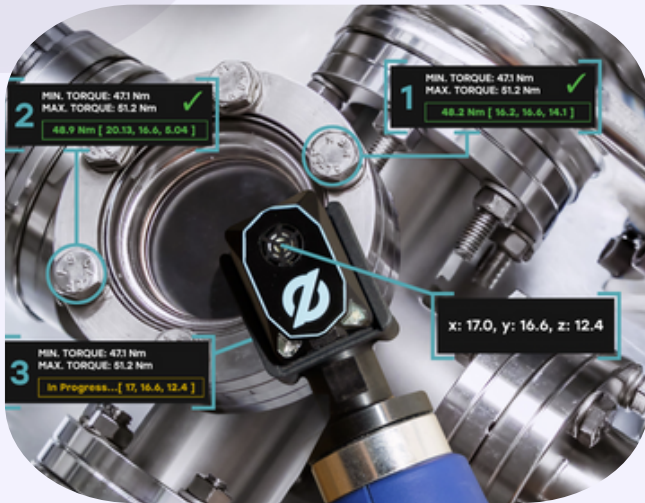 2
MIN. TORQUE: 47.1 Nm
MAX. TORQUE: 51.2 Nm
48.9 Nm [ 20.13, 16.6, 5.04 ]
1
MIN. TORQUE: 47.1 Nm
MAX. TORQUE: 51.2 Nm
48.2 Nm [ 16.2, 16.6, 14.1 ]
x: 17.0, y: 16.6, z: 12.4
3
MIN. TORQUE: 47.1 Nm
MAX. TORQUE: 51.2 Nm
In Progress...[ 17, 16.6, 12.4 ]